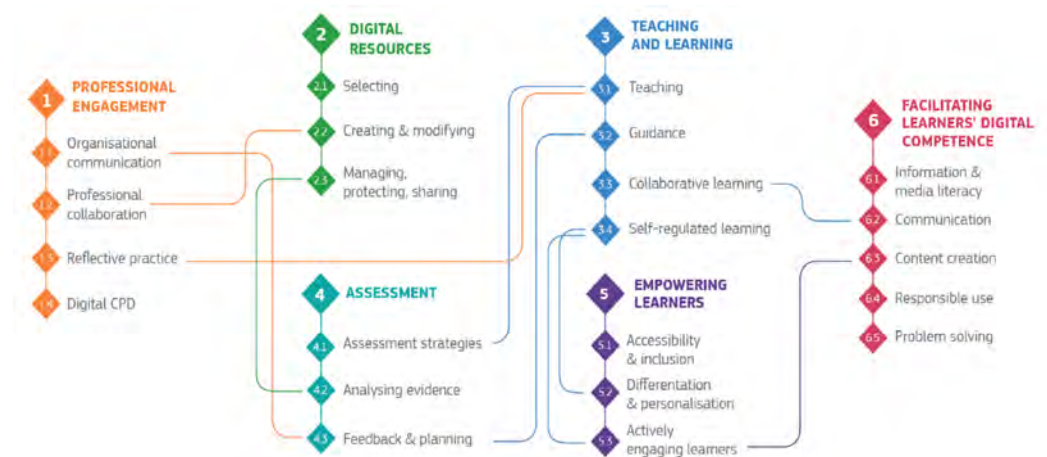 1
PROFESSIONAL
ENGAGEMENT
1.1
Organisational
communication
1.2
Professional
collaboration
1.3
Reflective practice
1.4
Digital CPD
2
DIGITAL
RESOURCES
2.1
Selecting
2.2
Creating & modifying
2.3
Managing,
protecting, sharing
3
TEACHING
AND LEARNING
3.1
Teaching
3.2
Guidance
3.3
Collaborative learning
3.4
Self-regulated learning
4
ASSESSMENT
4.1
Assessment strategies
4.2
Analysing evidence
4.3
Feedback & planning
5
EMPOWERING
LEARNERS
5.1
Accessibility
& inclusion
5.2
Differentation
& personalisation
5.3
Actively
engaging learners
6
FACILITATING
LEARNERS' DIGITAL
COMPETENCE
6.1
Information &
media literacy
6.2
Communication
6.3
Content creation
6.4
Responsible use
6.5
Problem solving